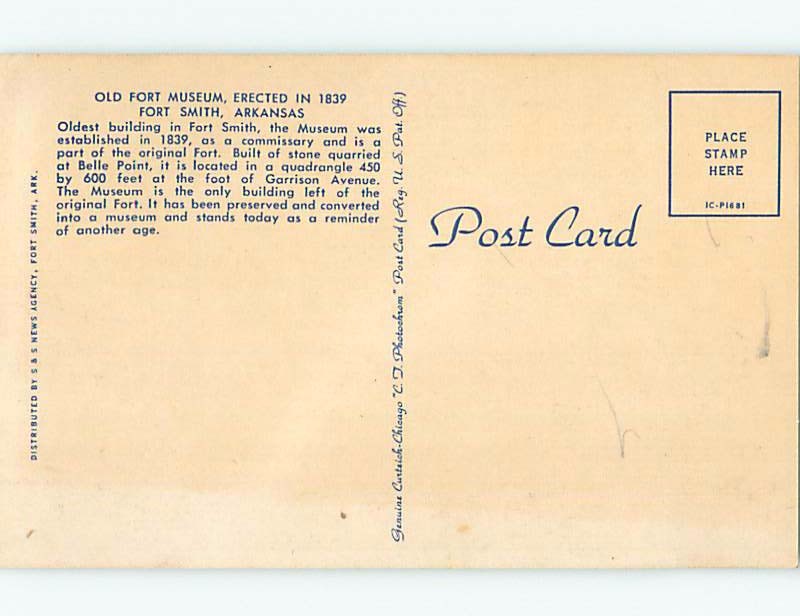 OLD FORT MUSEUM, ERECTED IN 1839
FORT SMITH, ARKANSAS
Oldest building in Fort Smith, the Museum was
established in 1839, as a commissary and is a
part of the original Fort. Built of stone quarried
at Belle Point, it is located in a quadrangle 450
by 600 feet at the foot of Garrison Avenue.
The Museum is the only building left of the
original Fort. It has been preserved and converted
into a museum and stands today as a reminder
of another age.
DISTRIBUTED BY S & S NEWS AGENCY, FORT SMITH, ARK.
Genuine Curteich-Chicago "C. T. Photochrom" Post Card (Reg. U. S. Pat. Off.)
Post Card
PLACE
STAMP
HERE
IC-P1681